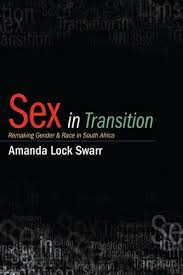 Sex in Transition
Remaking Gender & Race in South Africa
Amanda Lock Swarr